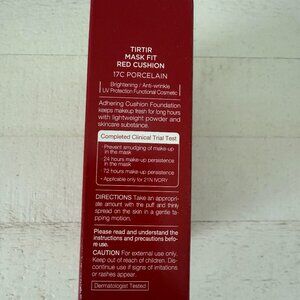 TIRTIR
MASK FIT
RED CUSHION
17C PORCELAIN
Brightening / Anti-wrinkle
UV Protection Functional Cosmetic
Adhering Cushion Foundation
keeps makeup fresh for long hours
with lightweight powder and
skincare substance.
Completed Clinical Trial Test
• Prevent smudging of make-up
in the mask
• 24 hours make-up persistence
in the mask
• 72 hours make-up persistence
• Applicable only for 21N IVORY
DIRECTIONS Take an appropri-
ate amount with the puff and thinly
spread on the skin in a gentle ta-
pping motion.
Please read and understand the
instructions and precautions befo-
re use.
CAUTION For external use only.
Keep out of reach of children. Dis-
continue use if signs of irritations
or rashes appear.
Dermatologist Tested